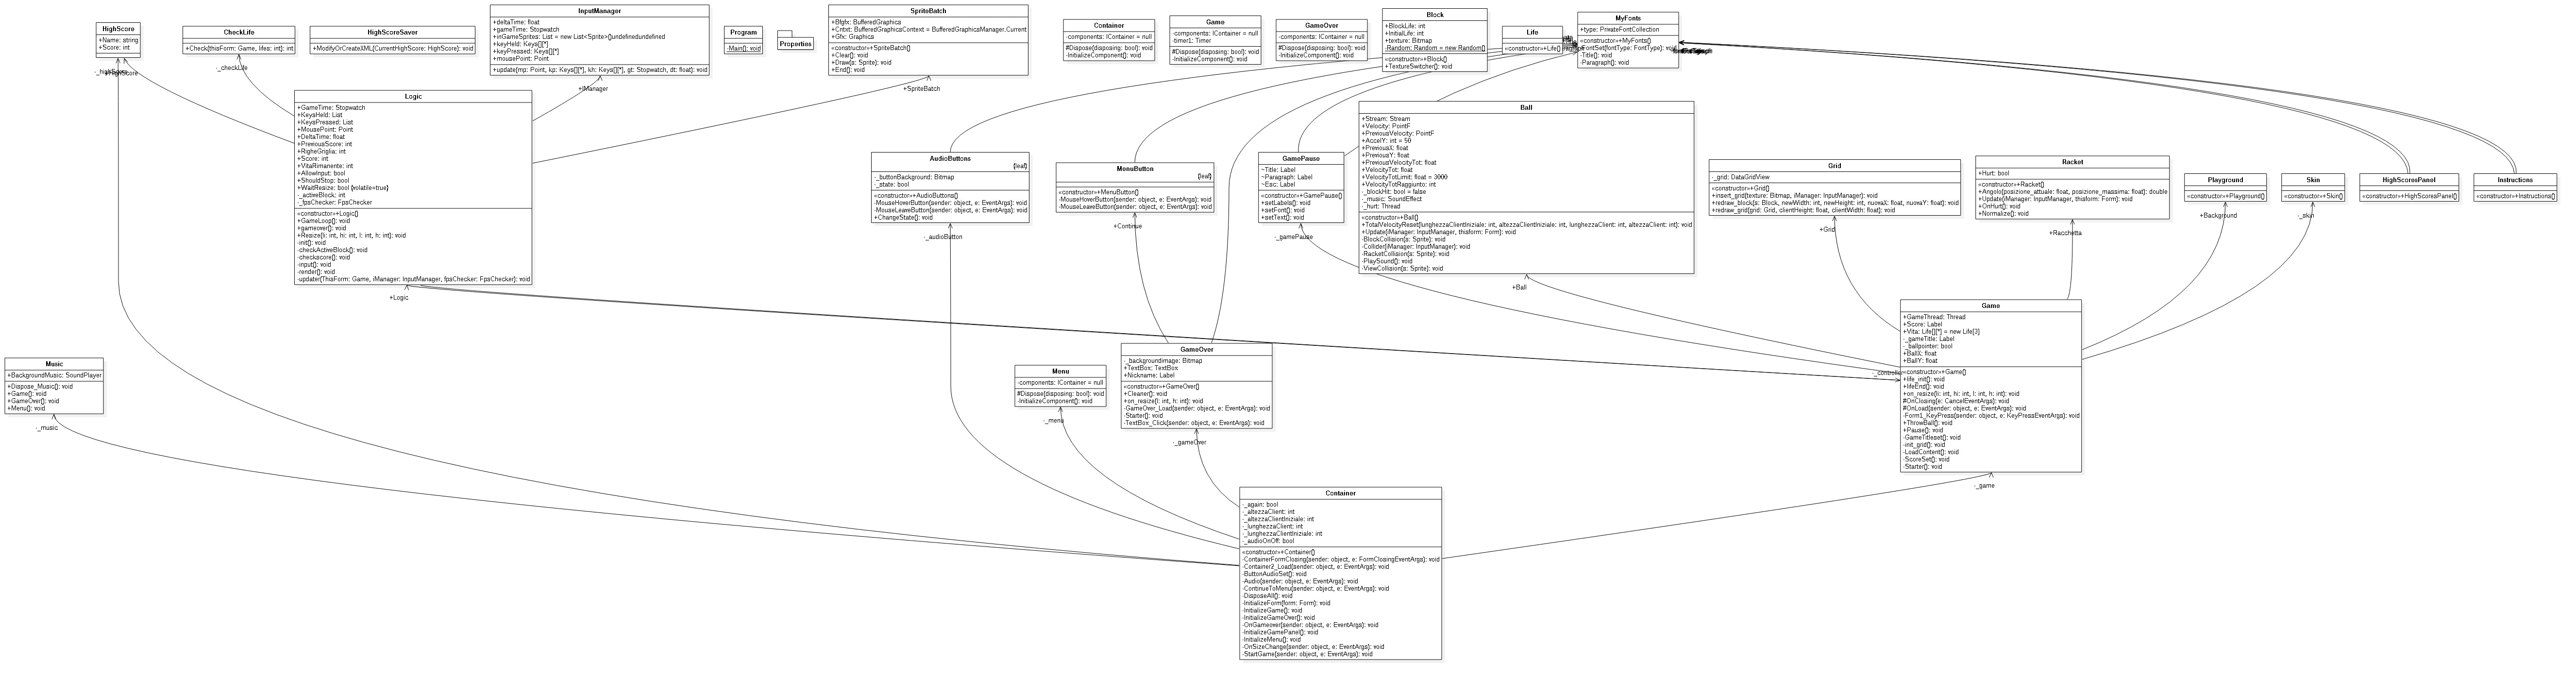 HighScore
+Name: string
+Score: int
CheckLife
+Check(thisForm: Game, lifes: int): int
HighScoreSaver
+ModifyOrCreateXML(CurrentHighScore: HighScore): void
InputManager
+deltaTime: float
+gameTime: Stopwatch
+inGameSprites: List = new List<Sprite>()undefinedundefined
+keyHeld: Keys[][*]
+keyPressed: Keys[][*]
+mousePoint: Point
+update(mp: Point, kp: Keys[][*], kh: Keys[][*], gt: Stopwatch, dt: float): void
Program
-Main(): void
Properties
SpriteBatch
+Bfgfx: BufferedGraphics
+Cntxt: BufferedGraphicsContext = BufferedGraphicsManager.Current
+Gfx: Graphics
«constructor»+SpriteBatch()
+Clear(): void
+Draw(s: Sprite): void
+End(): void
Container
-components: IContainer = null
#Dispose(disposing: bool): void
-InitializeComponent(): void
Game
-components: IContainer = null
-timer1: Timer
#Dispose(disposing: bool): void
-InitializeComponent(): void
GameOver
-components: IContainer = null
#Dispose(disposing: bool): void
-InitializeComponent(): void
Block
+BlockLife: int
+InitialLife: int
+texture: Bitmap
-Random: Random = new Random()
«constructor»+Block()
+TextureSwitcher(): void
Life
«constructor»+Life()
MyFonts
+type: PrivateFontCollection
«constructor»+MyFonts()
-FontSet(fontType: FontType): void
-Title(): void
-Paragraph(): void
-_checkLife
+IManager
+SpriteBatch
Logic
+GameTime: Stopwatch
+KeysHeld: List
+KeysPressed: List
+MousePoint: Point
+DeltaTime: float
+PreviousScore: int
+RigheGriglia: int
+Score: int
+VitaRimanente: int
+AllowInput: bool
+ShouldStop: bool
+WaitResize: bool {volatile=true}
-_activeBlock: int
-_fpsChecker: FpsChecker
«constructor»+Logic()
+GameLoop(): void
+gameover(): void
+Resize(li: int, hi: int, l: int, h: int): void
-init(): void
-checkActiveBlock(): void
-checkscore(): void
-input(): void
-render(): void
-update(ThisForm: Game, iManager: InputManager, fpsChecker: FpsChecker): void
+Logic
AudioButtons
{leaf}
-_buttonBackground: Bitmap
-_state: bool
«constructor»+AudioButtons()
-MouseHoverButton(sender: object, e: EventArgs): void
-MouseLeaveButton(sender: object, e: EventArgs): void
+ChangeState(): void
-_audioButton
MenuButton
{leaf}
«constructor»+MenuButton()
-MouseHoverButton(sender: object, e: EventArgs): void
-MouseLeaveButton(sender: object, e: EventArgs): void
+Continue
GamePause
~Title: Label
~Paragraph: Label
~Esc: Label
«constructor»+GamePause()
+setLabels(): void
+setFont(): void
+setText(): void
-_gamePause
Ball
+Stream: Stream
+Velocity: PointF
+PreviousVelocity: PointF
+AccelY: int = 50
+PreviousX: float
+PreviousY: float
+PreviousVelocityTot: float
+VelocityTot: float
+VelocityTotLimit: float = 3000
+VelocityTotRaggiunto: int
-_blockHit: bool = false
-_music: SoundEffect
-_hurt: Thread
«constructor»+Ball()
+TotalVelocityReset(lunghezzaClientIniziale: int, altezzaClientIniziale: int, lunghezzaClient: int, altezzaClient: int): void
+Update(iManager: InputManager, thisform: Form): void
-BlockCollision(s: Sprite): void
-Collider(iManager: InputManager): void
-RacketCollision(s: Sprite): void
-PlaySound(): void
-ViewCollision(s: Sprite): void
+Ball
Grid
-_grid: DataGridView
«constructor»+Grid()
+insert_grid(texture: Bitmap, iManager: InputManager): void
+redraw_block(s: Block, newWidth: int, newHeight: int, nuovaX: float, nuovaY: float): void
+redraw_grid(grid: Grid, clientHeight: float, clientWidth: float): void
+Grid
Racket
+Hurt: bool
«constructor»+Racket()
+Angolo(posizione_attuale: float, posizione_massima: float): double
+Update(iManager: InputManager, thisform: Form): void
+OnHurt(): void
+Normalize(): void
+Racchetta
Playground
«constructor»+Playground()
+Background
Skin
«constructor»+Skin()
-_skin
HighScoresPanel
«constructor»+HighScoresPanel()
Instructions
«constructor»+Instructions()
Game
+GameThread: Thread
+Score: Label
+Vita: Life[][*] = new Life[3]
-_gameTitle: Label
-_ballpointer: bool
+BallX: float
+BallY: float
«constructor»+Game()
+life_init(): void
+lifeEnd(): void
+on_resize(li: int, hi: int, l: int, h: int): void
#OnClosing(e: CancelEventArgs): void
#OnLoad(sender: object, e: EventArgs): void
-Form1_KeyPress(sender: object, e: KeyPressEventArgs): void
+ThrowBall(): void
+Pause(): void
-GameTitleset(): void
-init_grid(): void
-LoadContent(): void
-ScoreSet(): void
-Starter(): void
-_controller
-_game
Music
+BackgroundMusic: SoundPlayer
+Dispose_Music(): void
+Game(): void
+GameOver(): void
+Menu(): void
-_music
Menu
-components: IContainer = null
#Dispose(disposing: bool): void
-InitializeComponent(): void
-_menu
GameOver
-_backgroundimage: Bitmap
+TextBox: TextBox
+Nickname: Label
«constructor»+GameOver()
+Cleaner(): void
+on_resize(l: int, h: int): void
-GameOver_Load(sender: object, e: EventArgs): void
-Starter(): void
-TextBox_Click(sender: object, e: EventArgs): void
-_gameOver
Container
-_again: bool
-_altezzaClient: int
-_altezzaClientIniziale: int
-_lunghezzaClient: int
-_lunghezzaClientIniziale: int
-_audioOnOff: bool
«constructor»+Container()
-ContainerFormClosing(sender: object, e: FormClosingEventArgs): void
-Container2_Load(sender: object, e: EventArgs): void
-ButtonAudioSet(): void
-Audio(sender: object, e: EventArgs): void
-ContinueToMenu(sender: object, e: EventArgs): void
-DisposeAll(): void
-InitializeForm(form: Form): void
-InitializeGame(): void
-InitializeGameOver(): void
-OnGameover(sender: object, e: EventArgs): void
-InitializeGamePanel(): void
-InitializeMenu(): void
-OnSizeChange(sender: object, e: EventArgs): void
-StartGame(sender: object, e: EventArgs): void